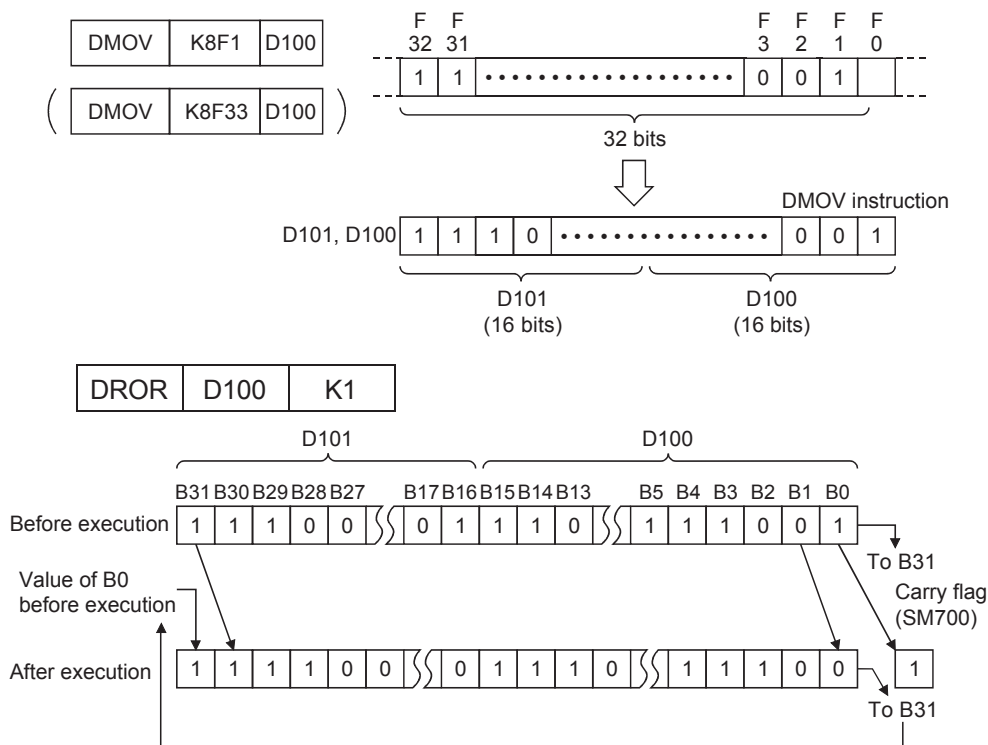 DMOV K8F1 D100
( DMOV K8F33 D100 )
F F F F F F
32 31 3 2 1 0
1 1 0 0 1
32 bits
DMOV instruction
D101, D100 1 1 1 0 0 0 1
D101 D100
(16 bits) (16 bits)
DROR D100 K1
D101 D100
B31 B30 B29 B28 B27 B17 B16 B15 B14 B13 B5 B4 B3 B2 B1 B0
Before execution 1 1 1 0 0 0 1 1 1 0 1 1 1 0 0 1
To B31
Value of B0
before execution
Carry flag
(SM700)
After execution 1 1 1 1 0 0 0 1 1 1 0 1 1 1 0 0 1
To B31